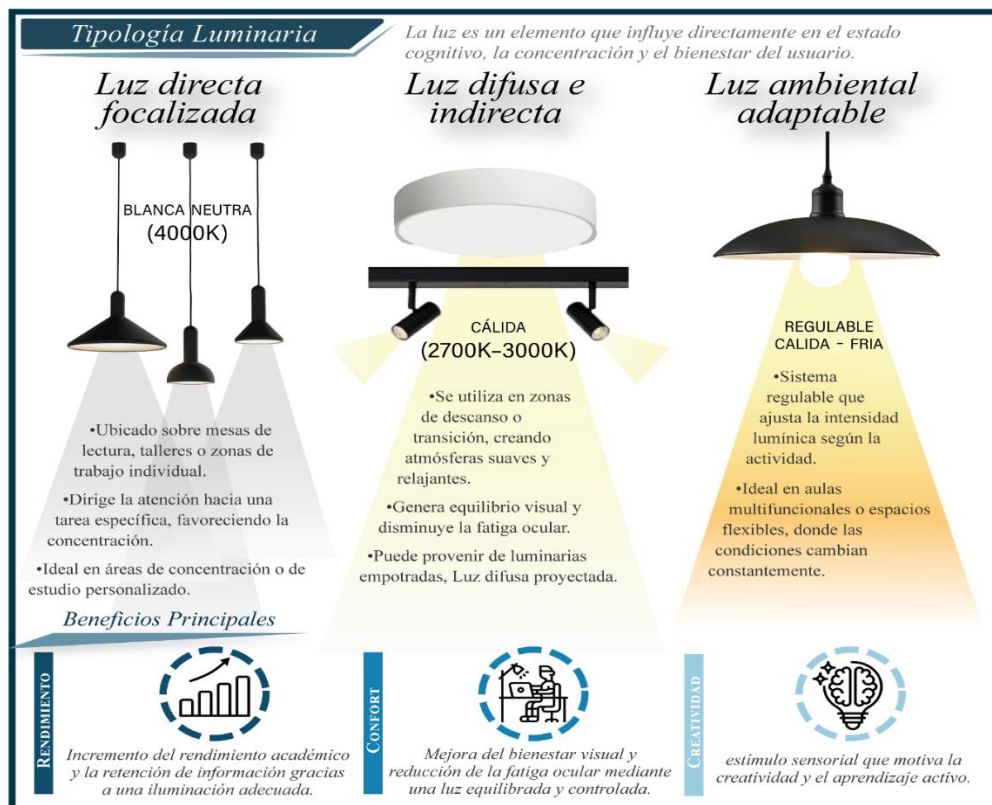 Tipología Luminaria
La luz es un elemento que influye directamente en el estado
cognitivo, la concentración y el bienestar del usuario.
Luz directa
focalizada
BLANCA NEUTRA
(4000K)
•Ubicado sobre mesas de
lectura, talleres o zonas de
trabajo individual.
•Dirige la atención hacia una
tarea específica, favoreciendo la
concentración.
•Ideal en áreas de concentración o de
estudio personalizado.
Luz difusa e
indirecta
CÁLIDA
(2700K–3000K)
•Se utiliza en zonas
de descanso o
transición, creando
atmósferas suaves y
relajantes.
•Genera equilibrio visual y
disminuye la fatiga ocular.
•Puede provenir de luminarias
empotradas, Luz difusa proyectada.
Luz ambiental
adaptable
REGULABLE
CALIDA – FRIA
•Sistema
regulable que
ajusta la intensidad
lumínica según la
actividad.
•Ideal en aulas
multifuncionales o espacios
flexibles, donde las
condiciones cambian
constantemente.
Beneficios Principales
RENDIMIENTO
Incremento del rendimiento académico
y la retención de información gracias
a una iluminación adecuada.
CONFORT
Mejora del bienestar visual y
reducción de la fatiga ocular mediante
una luz equilibrada y controlada.
CREATIVIDAD
estímulo sensorial que motiva la
creatividad y el aprendizaje activo.